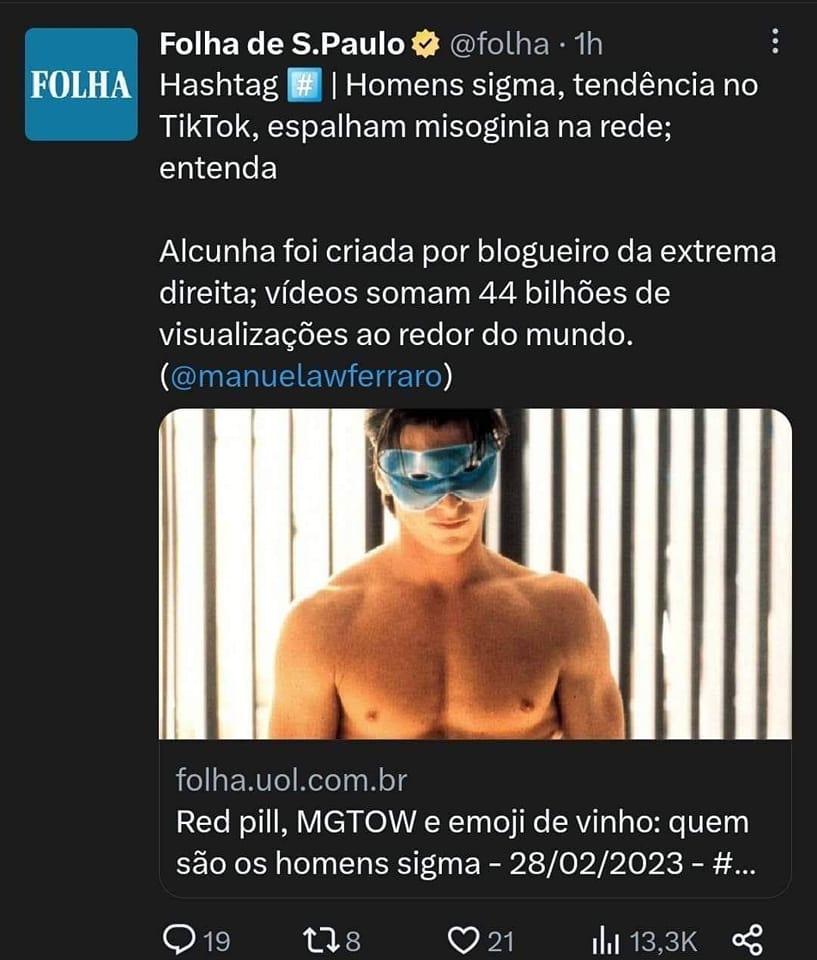 FOLHA
Folha de S.Paulo @folha · 1h
Hashtag #️⃣ | Homens sigma, tendência no
TikTok, espalham misoginia na rede;
entenda
Alcunha foi criada por blogueiro da extrema
direita; vídeos somam 44 bilhões de
visualizações ao redor do mundo.
(@manuelawferraro)
folha.uol.com.br
Red pill, MGTOW e emoji de vinho: quem
são os homens sigma - 28/02/2023 - #...
19 8 21 13,3K